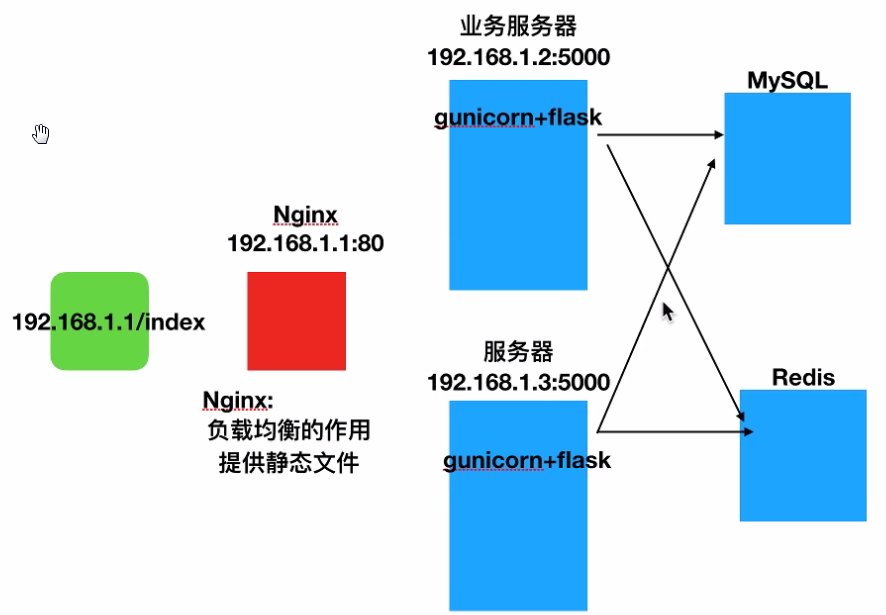 业务服务器
192.168.1.2:5000
gunicorn+flask
MySQL
Nginx
192.168.1.1:80
192.168.1.1/index
Nginx:
负载均衡的作用
提供静态文件
服务器
192.168.1.3:5000
gunicorn+flask
Redis